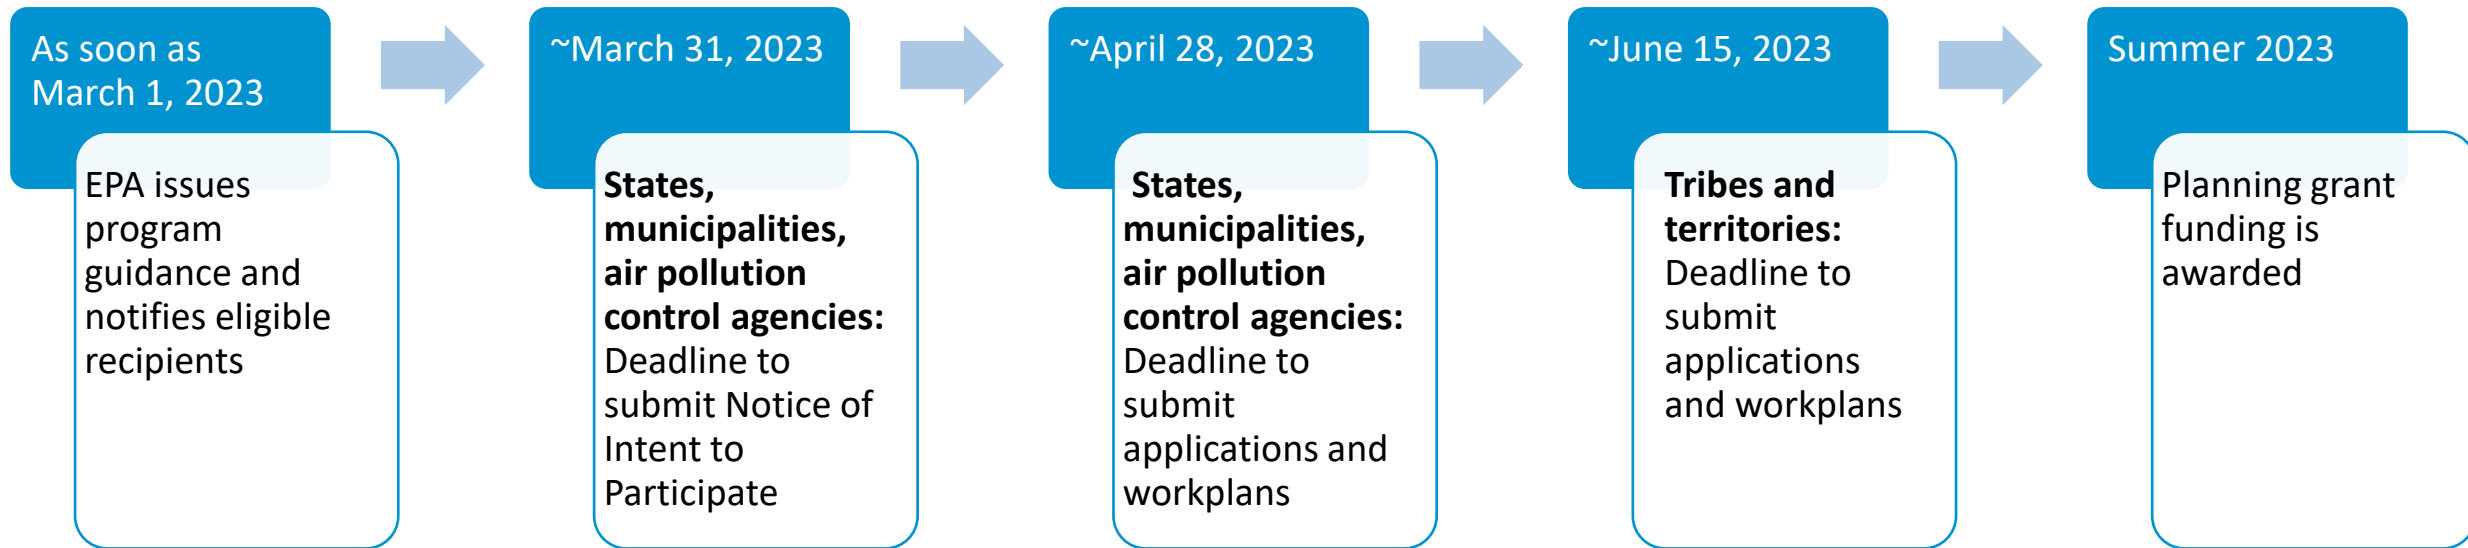 As soon as
March 1, 2023
EPA issues
program
guidance and
notifies eligible
recipients
~March 31, 2023
States,
municipalities,
air pollution
control agencies:
Deadline to
submit Notice of
Intent to
Participate
~April 28, 2023
States,
municipalities,
air pollution
control agencies:
Deadline to
submit
applications and
workplans
~June 15, 2023
Tribes and
territories:
Deadline to
submit
applications
and workplans
Summer 2023
Planning grant
funding is
awarded